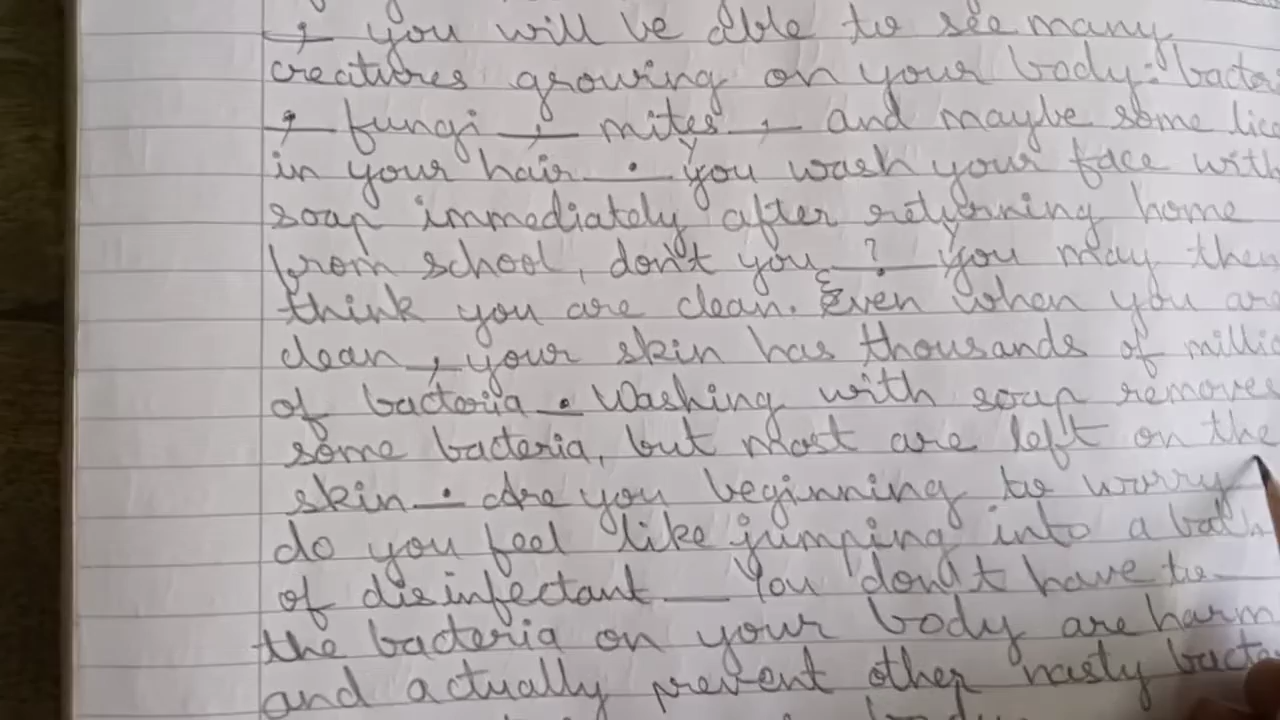 , you will be able to see many
creatures growing on your body: bacte
, fungi , mites , and maybe some lice
in your hair . you wash your face with
soap immediately after returning home
from school, don't you ? you may then
think you are clean. Even when you are
clean , your skin has thousands of millio
of bacteria . Washing with soap removes
some bacteria, but most are left on the
skin . Are you beginning to worry
do you feel like jumping into a bath
of disinfectant __ You don't have to __
the bacteria on your body are harm
and actually prevent other nasty bacte